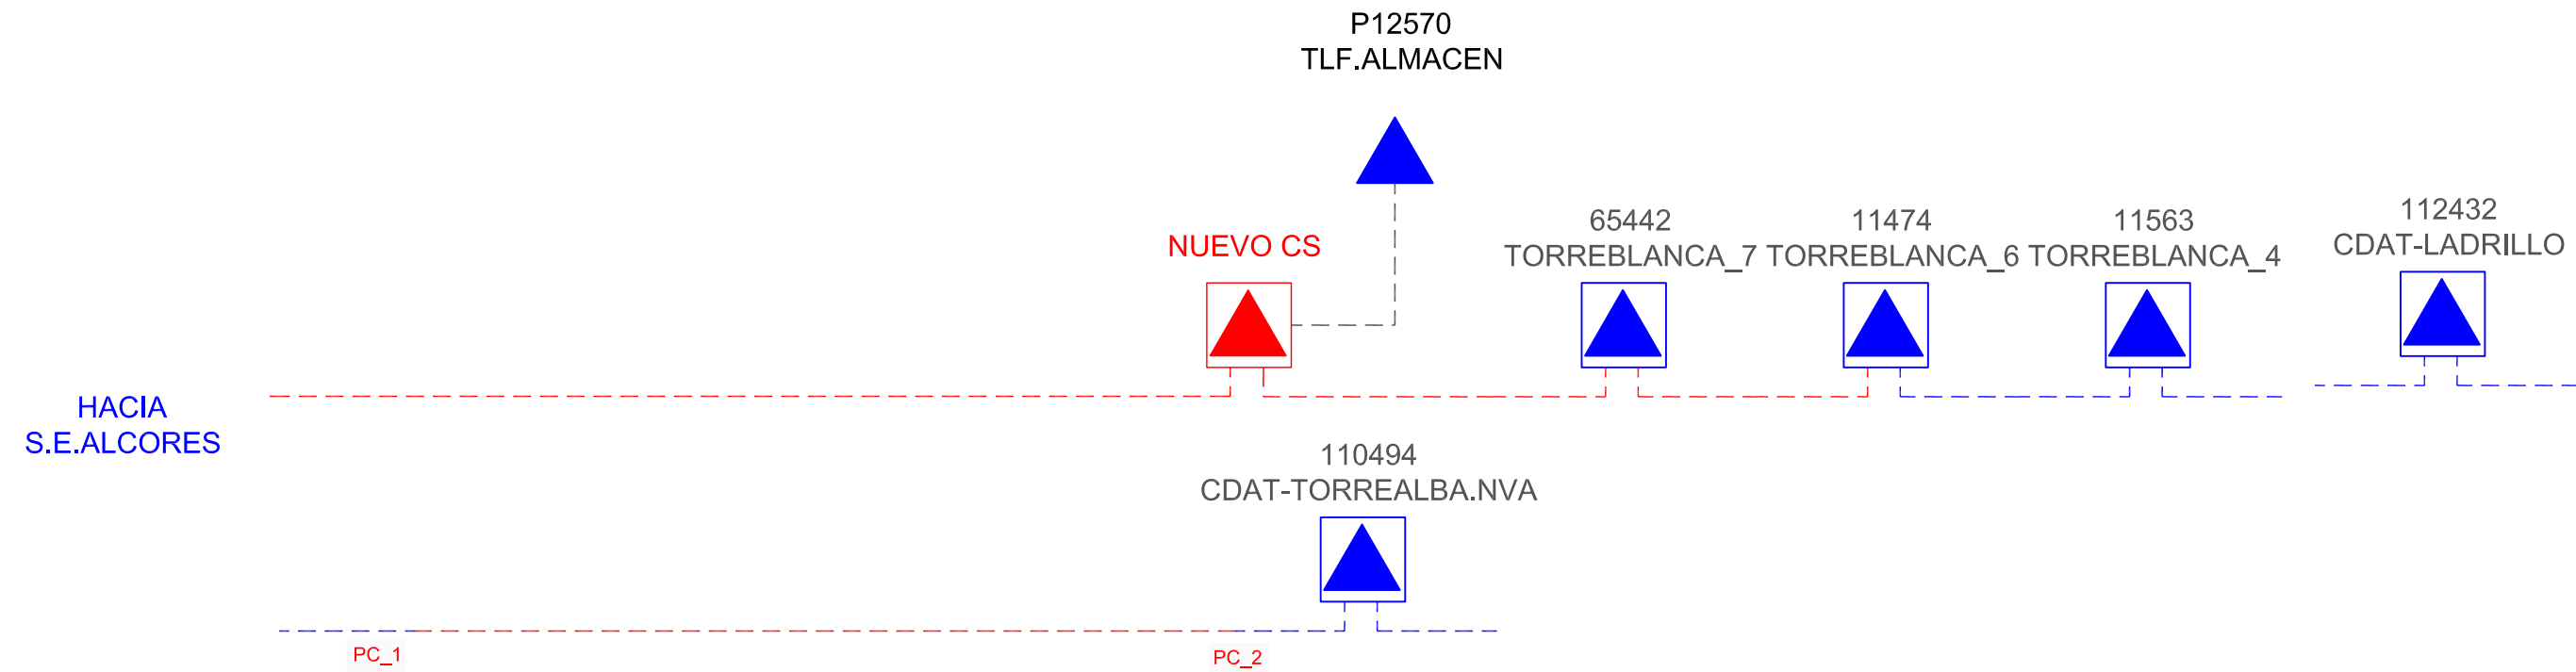 P12570
TLF.ALMACEN
NUEVO CS
65442
TORREBLANCA_7
11474
TORREBLANCA_6
11563
TORREBLANCA_4
112432
CDAT-LADRILLO
HACIA
S.E.ALCORES
110494
CDAT-TORREALBA.NVA
PC_1
PC_2